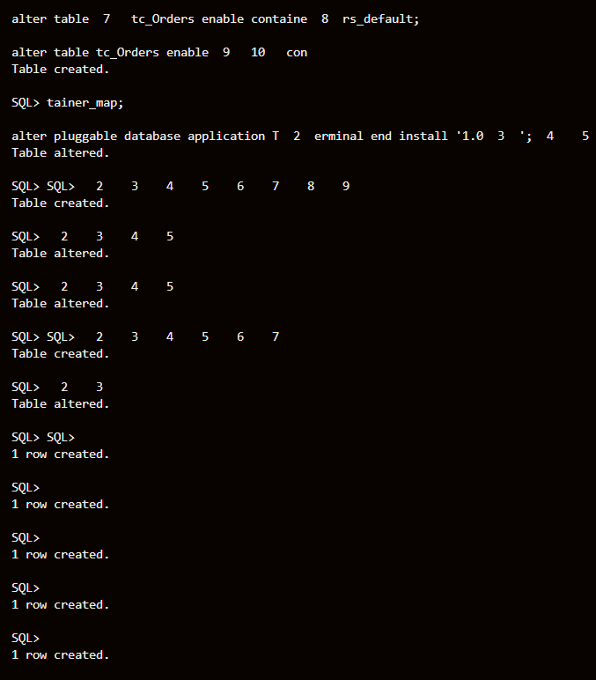 alter table  7   tc_Orders enable containe  8  rs_default;
alter table tc_Orders enable  9   10   con
Table created.
SQL> tainer_map;
alter pluggable database application T  2  erminal end install '1.0  3  ';  4    5
Table altered.
SQL> SQL>   2    3    4    5    6    7    8    9
Table created.
SQL>   2    3    4    5
Table altered.
SQL>   2    3    4    5
Table altered.
SQL> SQL>   2    3    4    5    6    7
Table created.
SQL>   2    3
Table altered.
SQL> SQL>
1 row created.
SQL>
1 row created.
SQL>
1 row created.
SQL>
1 row created.
SQL>
1 row created.